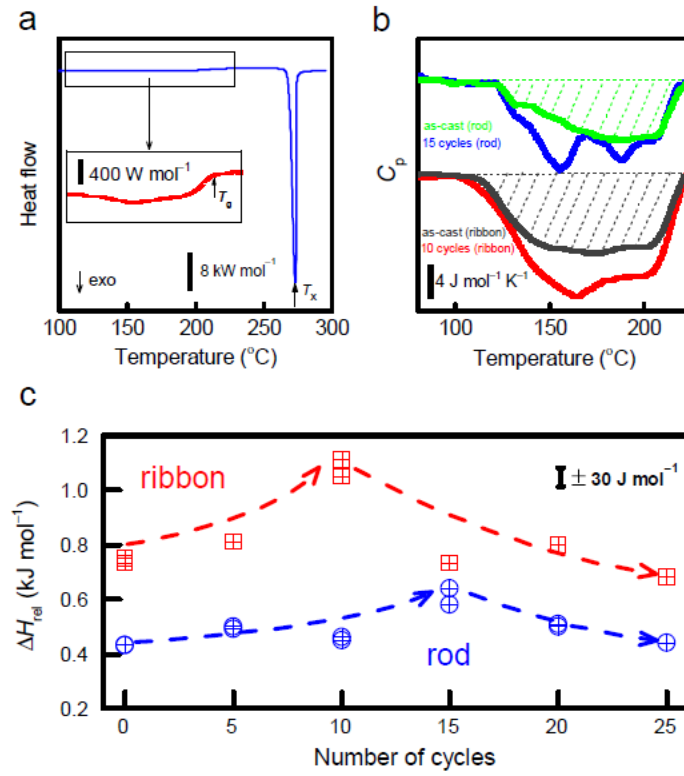 a
Heat flow
400 W mol⁻¹
Tg
8 kW mol⁻¹
exo
Tx
100 150 200 250 300
Temperature (°C)
b
Cp
as-cast (rod)
15 cycles (rod)
as-cast (ribbon)
10 cycles (ribbon)
4 J mol⁻¹ K⁻¹
100 150 200
Temperature (°C)
c
ΔHrel (kJ mol⁻¹)
1.2
1.0
0.8
0.6
0.4
0.2
ribbon
± 30 J mol⁻¹
rod
0 5 10 15 20 25
Number of cycles